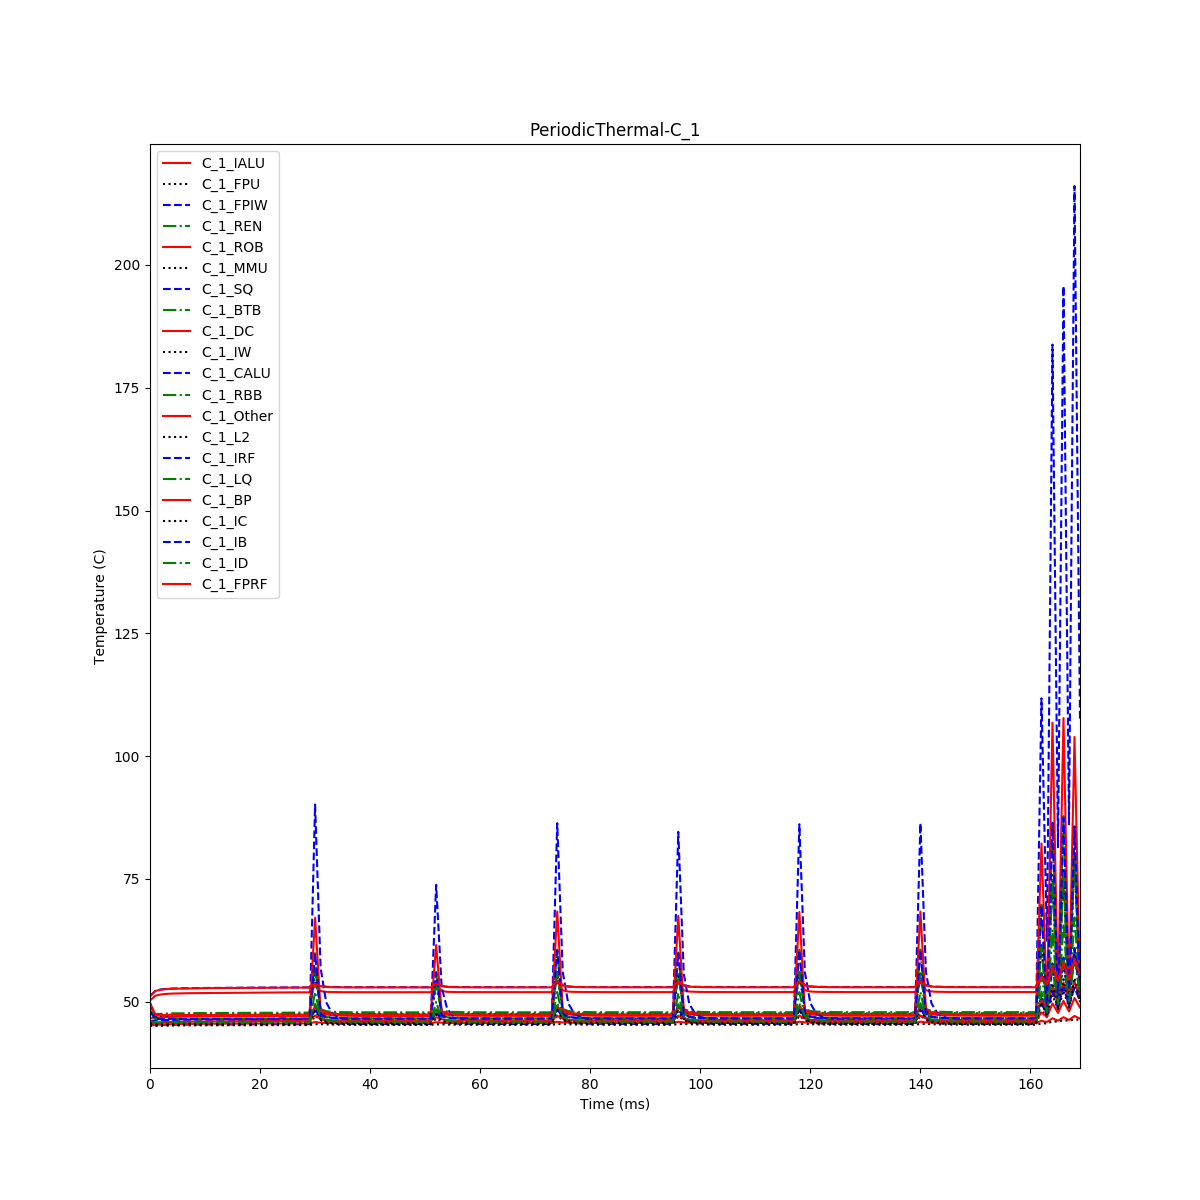 PeriodicThermal-C_1
C_1_IALU
C_1_FPU
C_1_FPIW
C_1_REN
C_1_ROB
C_1_MMU
C_1_SQ
C_1_BTB
C_1_DC
C_1_IW
C_1_CALU
C_1_RBB
C_1_Other
C_1_L2
C_1_IRF
C_1_LQ
C_1_BP
C_1_IC
C_1_IB
C_1_ID
C_1_FPRF
200
175
150
125
100
75
50
Temperature (C)
0 20 40 60 80 100 120 140 160
Time (ms)